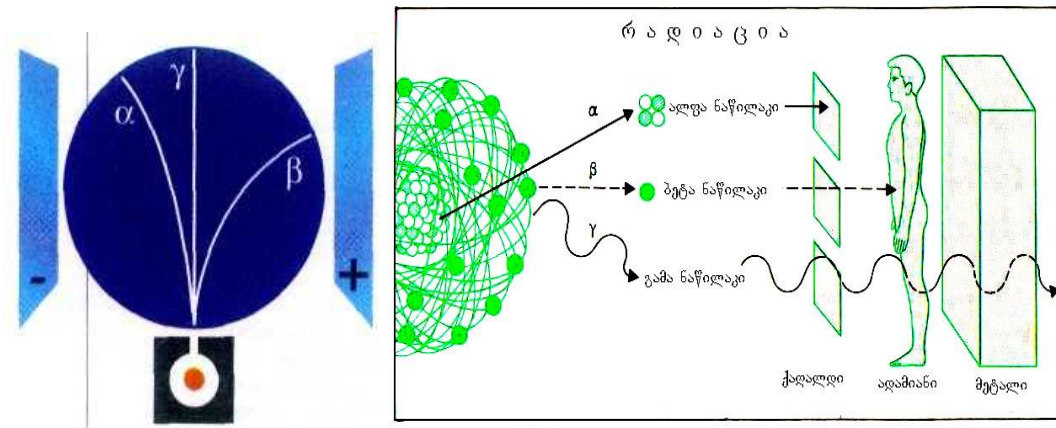 α
γ
β
-
+
რ ა დ ი ა ც ი ა
α
ალფა ნაწილაკი
β
ბეტა ნაწილაკი
γ
გამა ნაწილაკი
ქაღალდი
ადამიანი
მეტალი